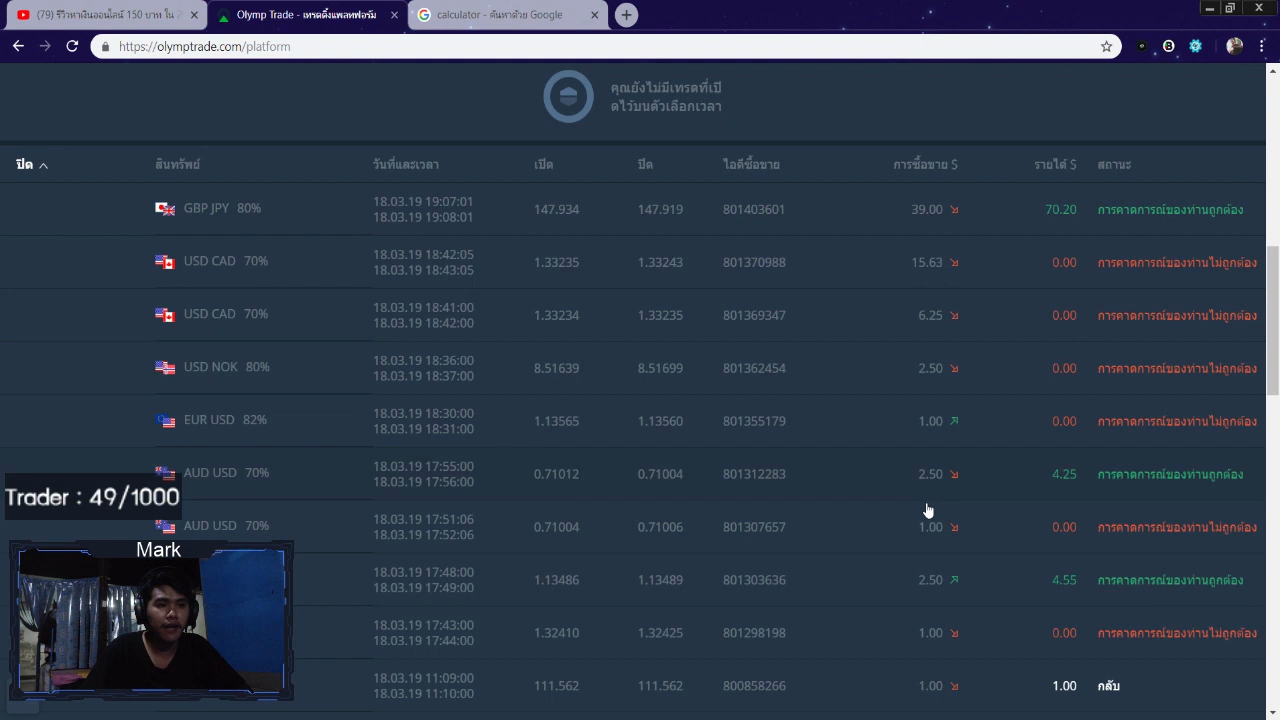 (79) รีวิวหาเงินออนไลน์ 150 บาท ใน
Olymp Trade - เทรดดิ้งแพลทฟอร์ม
calculator - ค้นหาด้วย Google
https://olymptrade.com/platform
คุณยังไม่มีเทรดที่เปิ
ดไว้บนตัวเลือกเวลา
ปิด สินทรัพย์ วันที่และเวลา เปิด ปิด ไอดีซื้อขาย การซื้อขาย $ รายได้ $ สถานะ
GBP JPY 80% 18.03.19 19:07:01 147.934 147.919 801403601 39.00 70.20 การคาดการณ์ของท่านถูกต้อง
18.03.19 19:08:01
USD CAD 70% 18.03.19 18:42:05 1.33235 1.33243 801370988 15.63 0.00 การคาดการณ์ของท่านไม่ถูกต้อง
18.03.19 18:43:05
USD CAD 70% 18.03.19 18:41:00 1.33234 1.33235 801369347 6.25 0.00 การคาดการณ์ของท่านไม่ถูกต้อง
18.03.19 18:42:00
USD NOK 80% 18.03.19 18:36:00 8.51639 8.51699 801362454 2.50 0.00 การคาดการณ์ของท่านไม่ถูกต้อง
18.03.19 18:37:00
EUR USD 82% 18.03.19 18:30:00 1.13565 1.13560 801355179 1.00 0.00 การคาดการณ์ของท่านไม่ถูกต้อง
18.03.19 18:31:00
AUD USD 70% 18.03.19 17:55:00 0.71012 0.71004 801312283 2.50 4.25 การคาดการณ์ของท่านถูกต้อง
18.03.19 17:56:00
Trader : 49/1000
AUD USD 70% 18.03.19 17:51:06 0.71004 0.71006 801307657 1.00 0.00 การคาดการณ์ของท่านไม่ถูกต้อง
18.03.19 17:52:06
Mark
18.03.19 17:48:00 1.13486 1.13489 801303636 2.50 4.55 การคาดการณ์ของท่านถูกต้อง
18.03.19 17:49:00
18.03.19 17:43:00 1.32410 1.32425 801298198 1.00 0.00 การคาดการณ์ของท่านไม่ถูกต้อง
18.03.19 17:44:00
18.03.19 11:09:00 111.562 111.562 800858266 1.00 1.00 กลับ
18.03.19 11:10:00